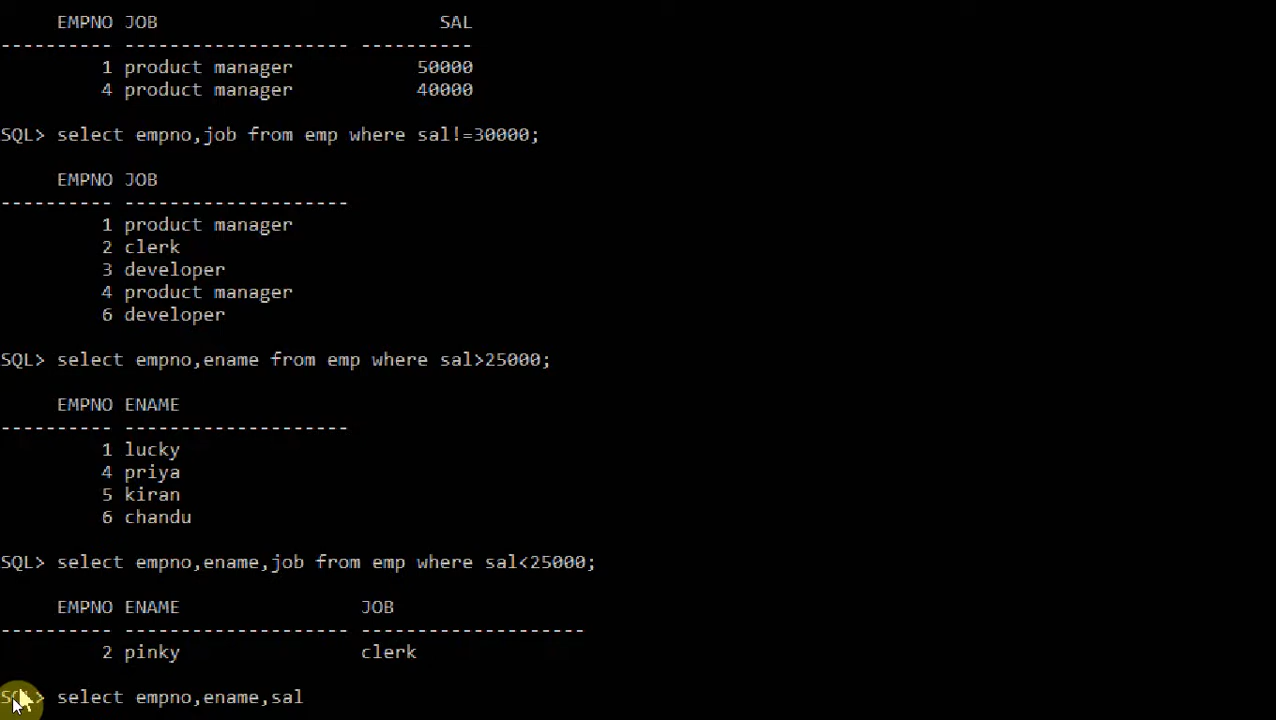 EMPNO JOB SAL
---------- -------------------- ----------
1 product manager 50000
4 product manager 40000
SQL> select empno,job from emp where sal!=30000;
EMPNO JOB
---------- --------------------
1 product manager
2 clerk
3 developer
4 product manager
6 developer
SQL> select empno,ename from emp where sal>25000;
EMPNO ENAME
---------- --------------------
1 lucky
4 priya
5 kiran
6 chandu
SQL> select empno,ename,job from emp where sal<25000;
EMPNO ENAME JOB
---------- -------------------- --------------------
2 pinky clerk
SQL> select empno,ename,sal